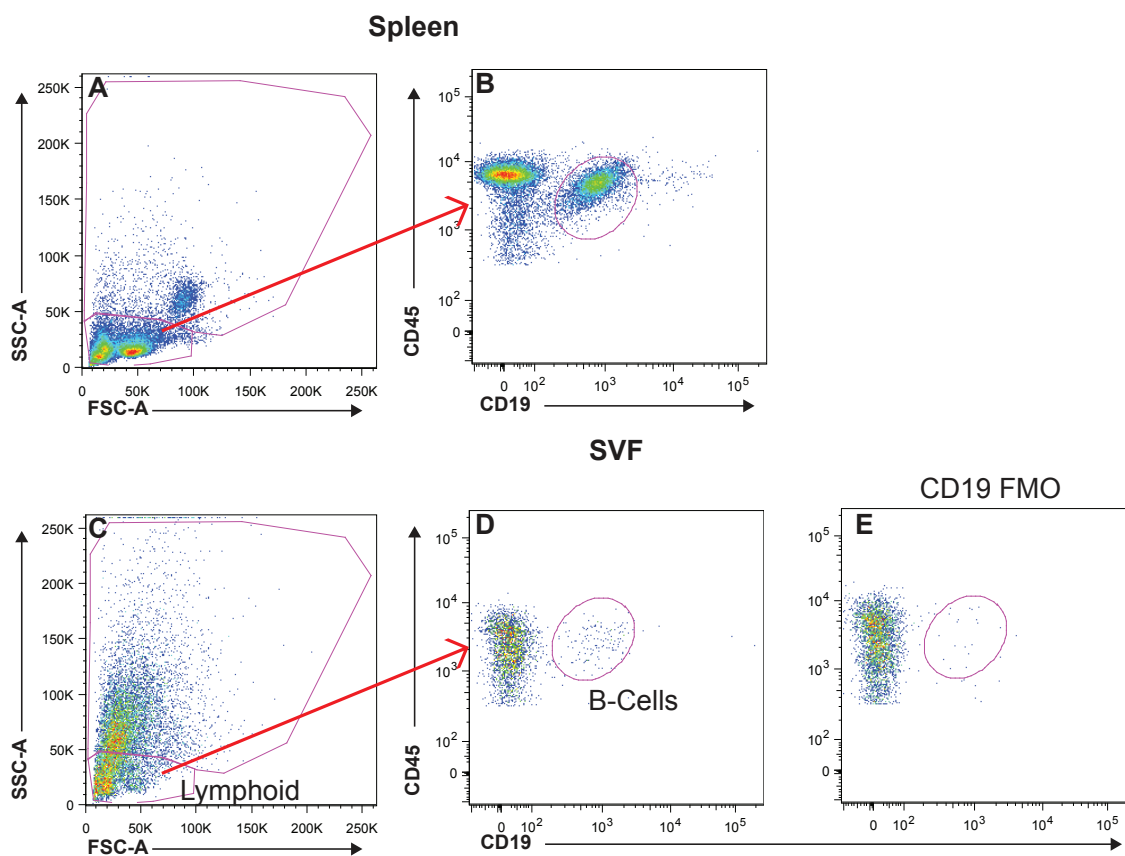 Spleen
A
SSC-A
250K
200K
150K
100K
50K
0
0 50K 100K 150K 200K 250K
FSC-A
B
CD45
10^5
10^4
10^3
10^2
0
0 10^2 10^3 10^4 10^5
CD19
SVF
C
SSC-A
250K
200K
150K
100K
50K
0
Lymphoid
0 50K 100K 150K 200K 250K
FSC-A
D
CD45
10^5
10^4
10^3
10^2
0
B-Cells
0 10^2 10^3 10^4 10^5
CD19
CD19 FMO
E
10^5
10^4
10^3
10^2
0
0 10^2 10^3 10^4 10^5